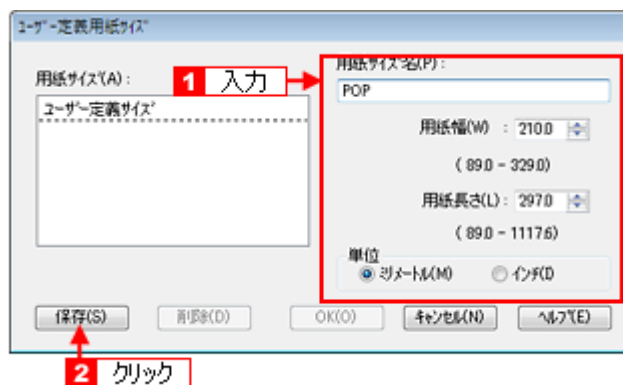 ユーザー定義用紙サイズ
用紙サイズ(A):
ユーザー定義サイズ
1 入力
用紙サイズ名(P):
POP
用紙幅(W) : 210.0
(89.0 - 329.0)
用紙長さ(L): 297.0
(89.0 - 1117.6)
単位
ミリメートル(M) インチ(I)
保存(S) 削除(D) OK(O) キャンセル(N) ヘルプ(E)
2 クリック